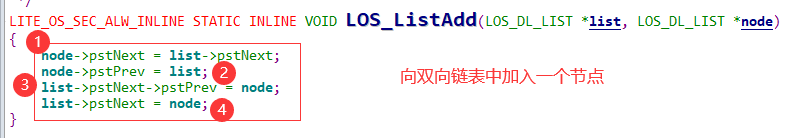 */
LITE_OS_SEC_ALW_INLINE STATIC INLINE VOID LOS_ListAdd(LOS_DL_LIST *list, LOS_DL_LIST *node)
{
1
node->pstNext = list->pstNext;
node->pstPrev = list; 2
3 list->pstNext->pstPrev = node;
list->pstNext = node; 4
}
向双向链表中加入一个节点